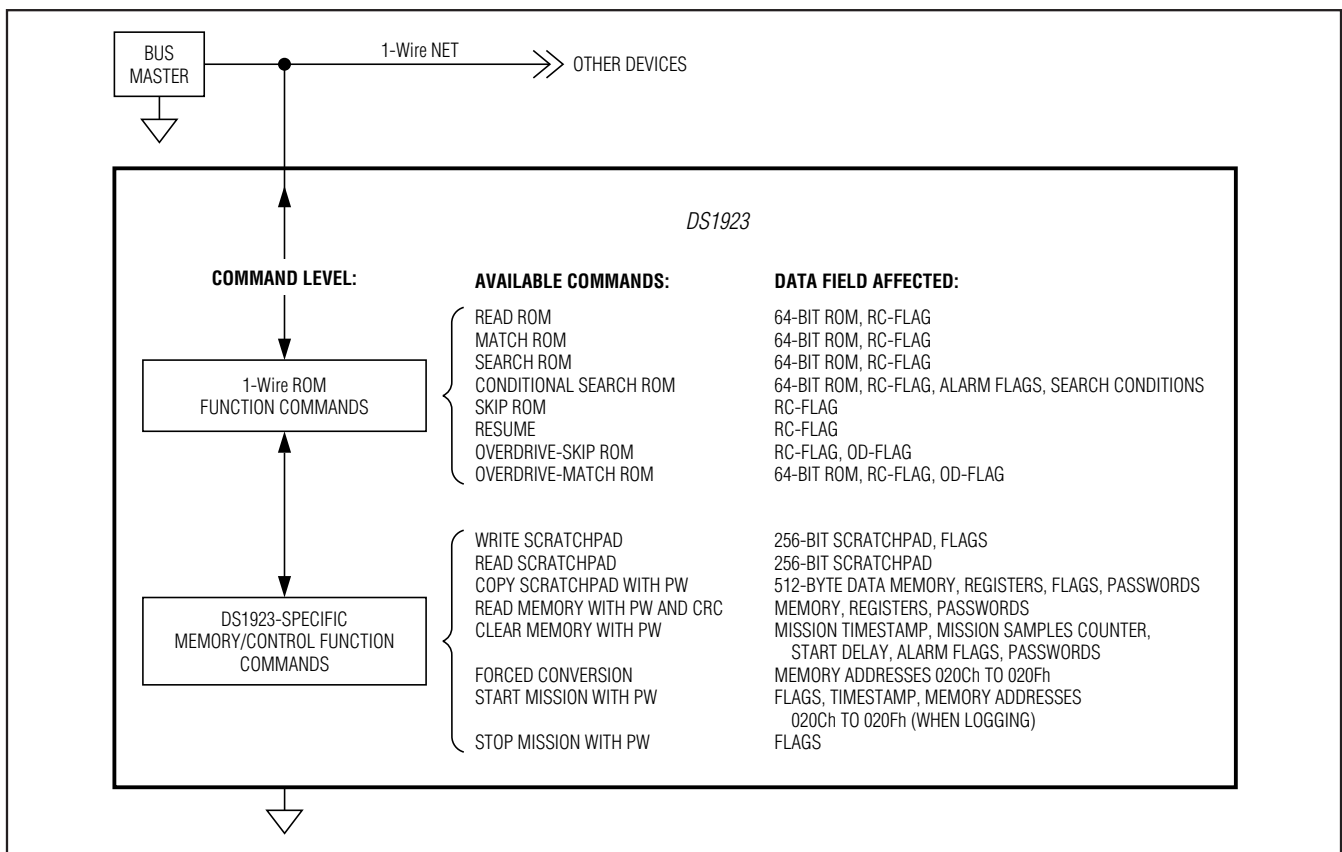 BUS
MASTER
1-Wire NET
OTHER DEVICES
DS1923
COMMAND LEVEL:
AVAILABLE COMMANDS:
DATA FIELD AFFECTED:
1-Wire ROM
FUNCTION COMMANDS
READ ROM 64-BIT ROM, RC-FLAG
MATCH ROM 64-BIT ROM, RC-FLAG
SEARCH ROM 64-BIT ROM, RC-FLAG
CONDITIONAL SEARCH ROM 64-BIT ROM, RC-FLAG, ALARM FLAGS, SEARCH CONDITIONS
SKIP ROM RC-FLAG
RESUME RC-FLAG
OVERDRIVE-SKIP ROM RC-FLAG, OD-FLAG
OVERDRIVE-MATCH ROM 64-BIT ROM, RC-FLAG, OD-FLAG
DS1923-SPECIFIC
MEMORY/CONTROL FUNCTION
COMMANDS
WRITE SCRATCHPAD 256-BIT SCRATCHPAD, FLAGS
READ SCRATCHPAD 256-BIT SCRATCHPAD
COPY SCRATCHPAD WITH PW 512-BYTE DATA MEMORY, REGISTERS, FLAGS, PASSWORDS
READ MEMORY WITH PW AND CRC MEMORY, REGISTERS, PASSWORDS
CLEAR MEMORY WITH PW MISSION TIMESTAMP, MISSION SAMPLES COUNTER,
START DELAY, ALARM FLAGS, PASSWORDS
FORCED CONVERSION MEMORY ADDRESSES 020Ch TO 020Fh
START MISSION WITH PW FLAGS, TIMESTAMP, MEMORY ADDRESSES
020Ch TO 020Fh (WHEN LOGGING)
STOP MISSION WITH PW FLAGS